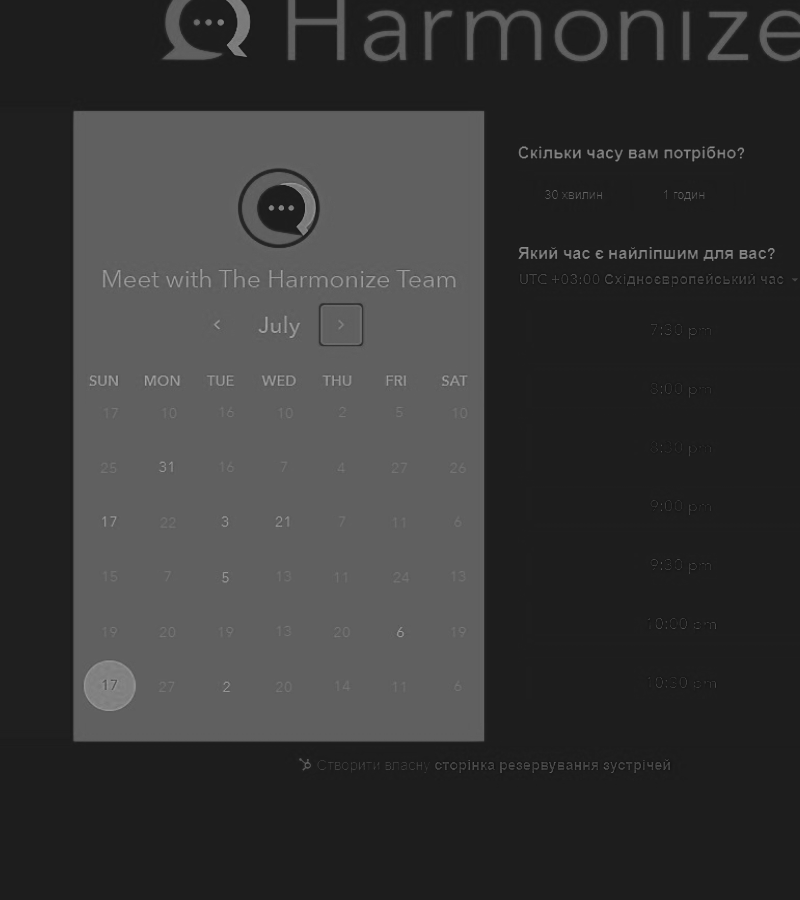 Harmonize
Meet with The Harmonize Team
July
SUN MON TUE WED THU FRI SAT
17 10 16 10 2 5 10
25 31 16 7 4 27 26
17 22 3 21 7 11 6
15 7 5 13 11 24 13
19 20 19 13 20 6 19
17 27 2 20 14 11 6
Скільки часу вам потрібно?
30 хвилин 1 годин
Який час є найліпшим для вас?
UTC +03:00 Східноєвропейський час
7:30 pm
8:00 pm
8:30 pm
9:00 pm
9:30 pm
10:00 pm
10:30 pm
Створити власну сторінка резервування зустрічей